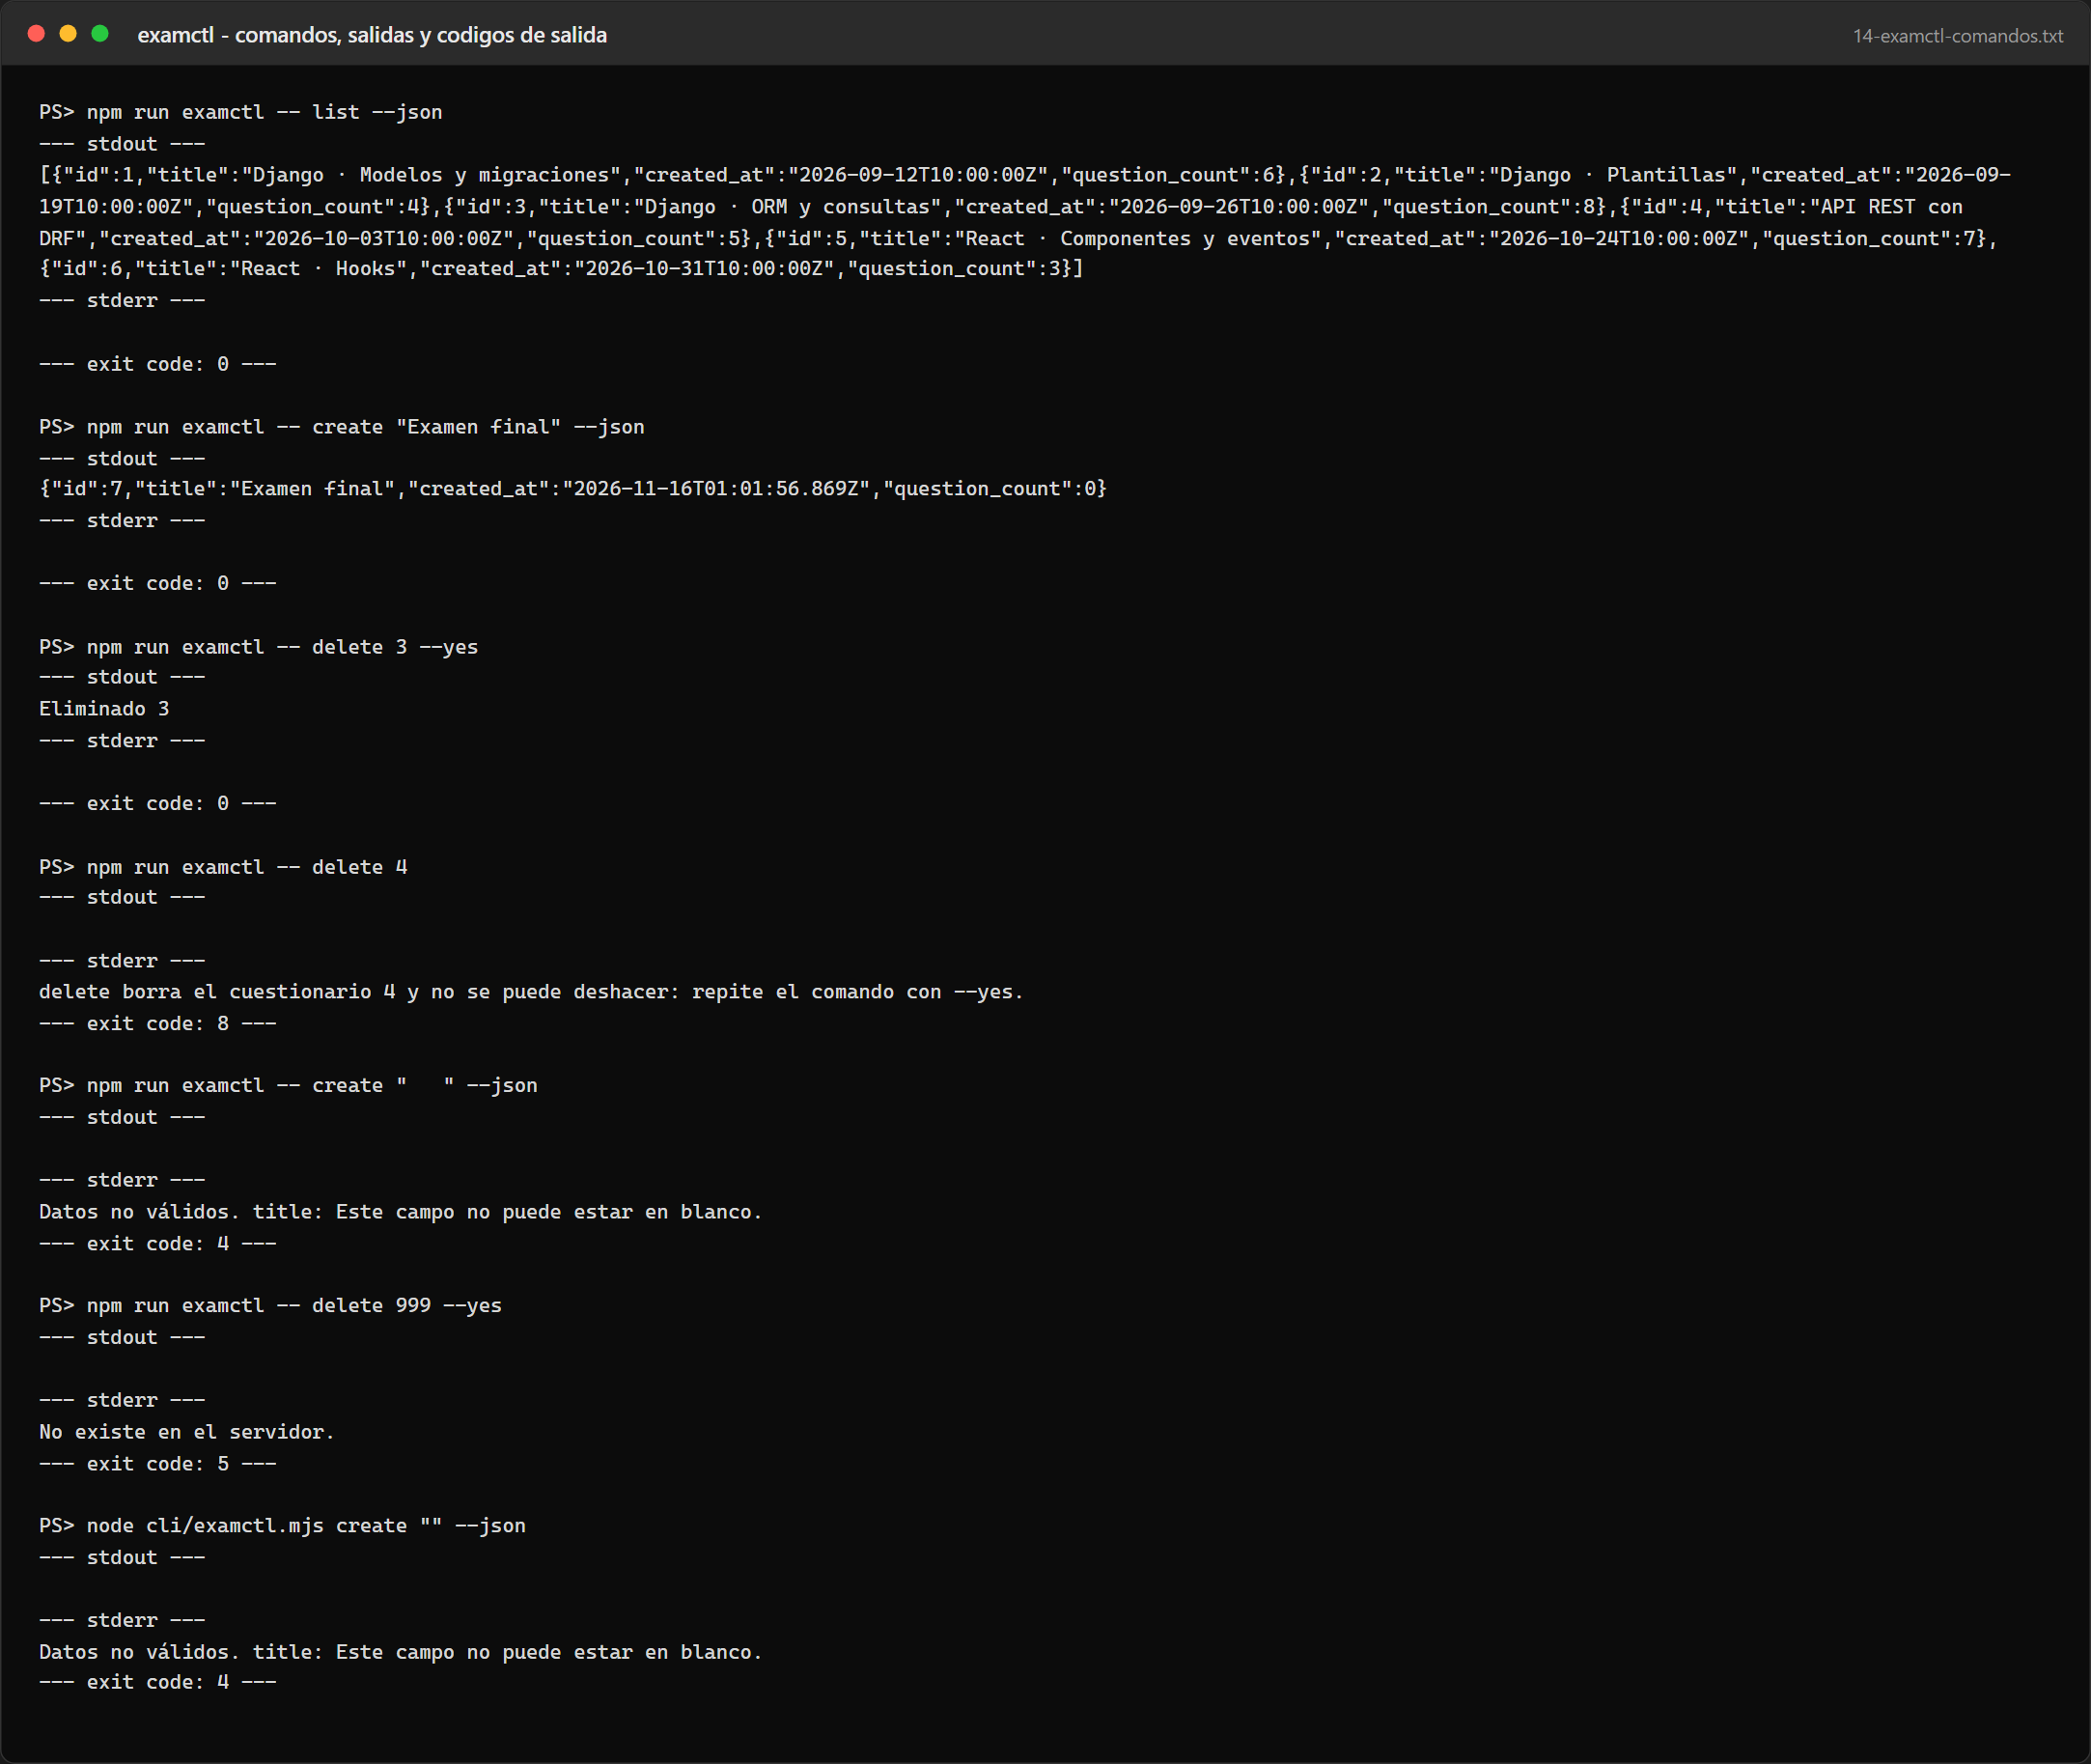 examctl - comandos, salidas y codigos de salida
14-examctl-comandos.txt
PS> npm run examctl -- list --json
--- stdout ---
[{"id":1,"title":"Django · Modelos y migraciones","created_at":"2026-09-12T10:00:00Z","question_count":6},{"id":2,"title":"Django · Plantillas","created_at":"2026-09-
19T10:00:00Z","question_count":4},{"id":3,"title":"Django · ORM y consultas","created_at":"2026-09-26T10:00:00Z","question_count":8},{"id":4,"title":"API REST con
DRF","created_at":"2026-10-03T10:00:00Z","question_count":5},{"id":5,"title":"React · Componentes y eventos","created_at":"2026-10-24T10:00:00Z","question_count":7},
{"id":6,"title":"React · Hooks","created_at":"2026-10-31T10:00:00Z","question_count":3}]
--- stderr ---
--- exit code: 0 ---
PS> npm run examctl -- create "Examen final" --json
--- stdout ---
{"id":7,"title":"Examen final","created_at":"2026-11-16T01:01:56.869Z","question_count":0}
--- stderr ---
--- exit code: 0 ---
PS> npm run examctl -- delete 3 --yes
--- stdout ---
Eliminado 3
--- stderr ---
--- exit code: 0 ---
PS> npm run examctl -- delete 4
--- stdout ---
--- stderr ---
delete borra el cuestionario 4 y no se puede deshacer: repite el comando con --yes.
--- exit code: 8 ---
PS> npm run examctl -- create "   " --json
--- stdout ---
--- stderr ---
Datos no válidos. title: Este campo no puede estar en blanco.
--- exit code: 4 ---
PS> npm run examctl -- delete 999 --yes
--- stdout ---
--- stderr ---
No existe en el servidor.
--- exit code: 5 ---
PS> node cli/examctl.mjs create "" --json
--- stdout ---
--- stderr ---
Datos no válidos. title: Este campo no puede estar en blanco.
--- exit code: 4 ---